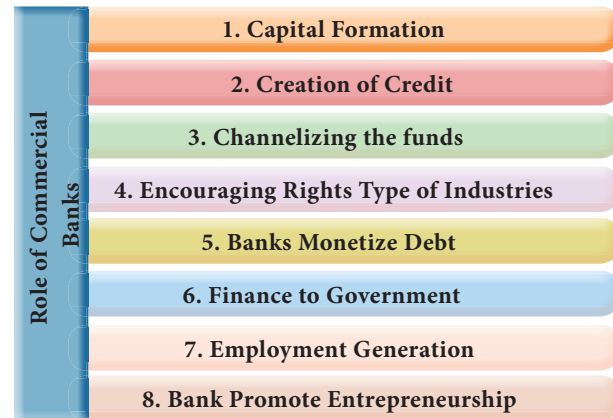 Role of Commercial
Banks
1. Capital Formation
2. Creation of Credit
3. Channelizing the funds
4. Encouraging Rights Type of Industries
5. Banks Monetize Debt
6. Finance to Government
7. Employment Generation
8. Bank Promote Entrepreneurship